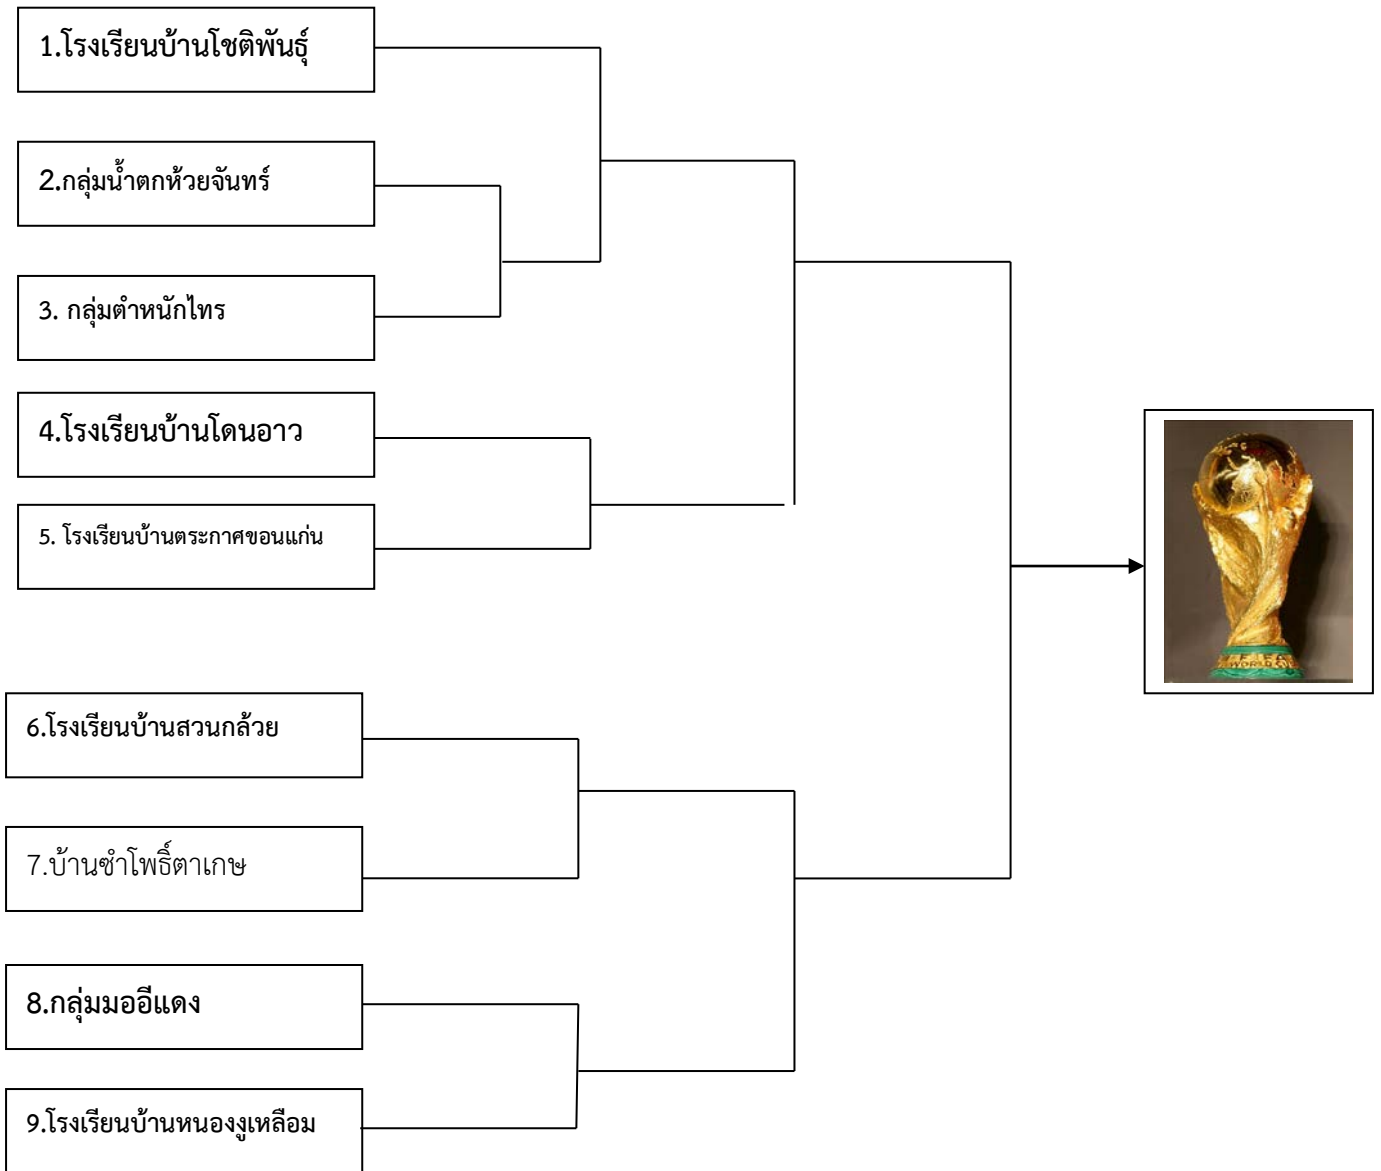 1.โรงเรียนบ้านโชติพันธุ์
2.กลุ่มน้ำตกห้วยจันทร์
3. กลุ่มตำหนักไทร
4.โรงเรียนบ้านโดนอาว
5. โรงเรียนบ้านตระกาศขอนแก่น
6.โรงเรียนบ้านสวนกล้วย
7.บ้านซำโพธิ์ตาเกษ
8.กลุ่มมออีแดง
9.โรงเรียนบ้านหนองงูเหลือม
FIFA
WORLD CUP